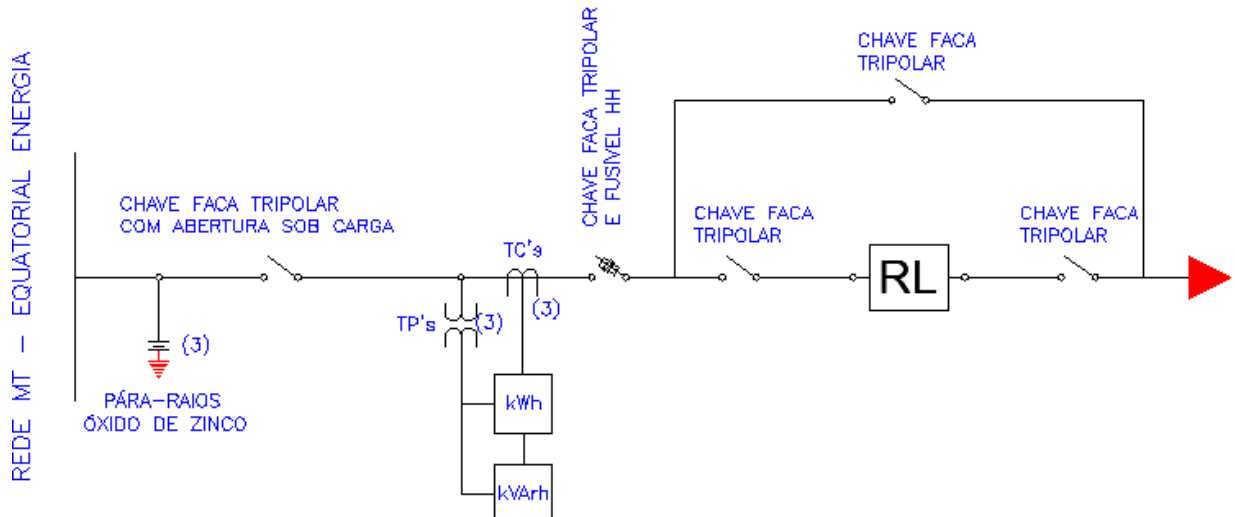 REDE MT - EQUATORIAL ENERGIA
CHAVE FACA TRIPOLAR
COM ABERTURA SOB CARGA
(3)
PÁRA-RAIOS
ÓXIDO DE ZINCO
TP's
(3)
TC's
(3)
kWh
kVArh
CHAVE FACA TRIPOLAR
E FUSÍVEL HH
CHAVE FACA
TRIPOLAR
CHAVE FACA
TRIPOLAR
RL
CHAVE FACA
TRIPOLAR